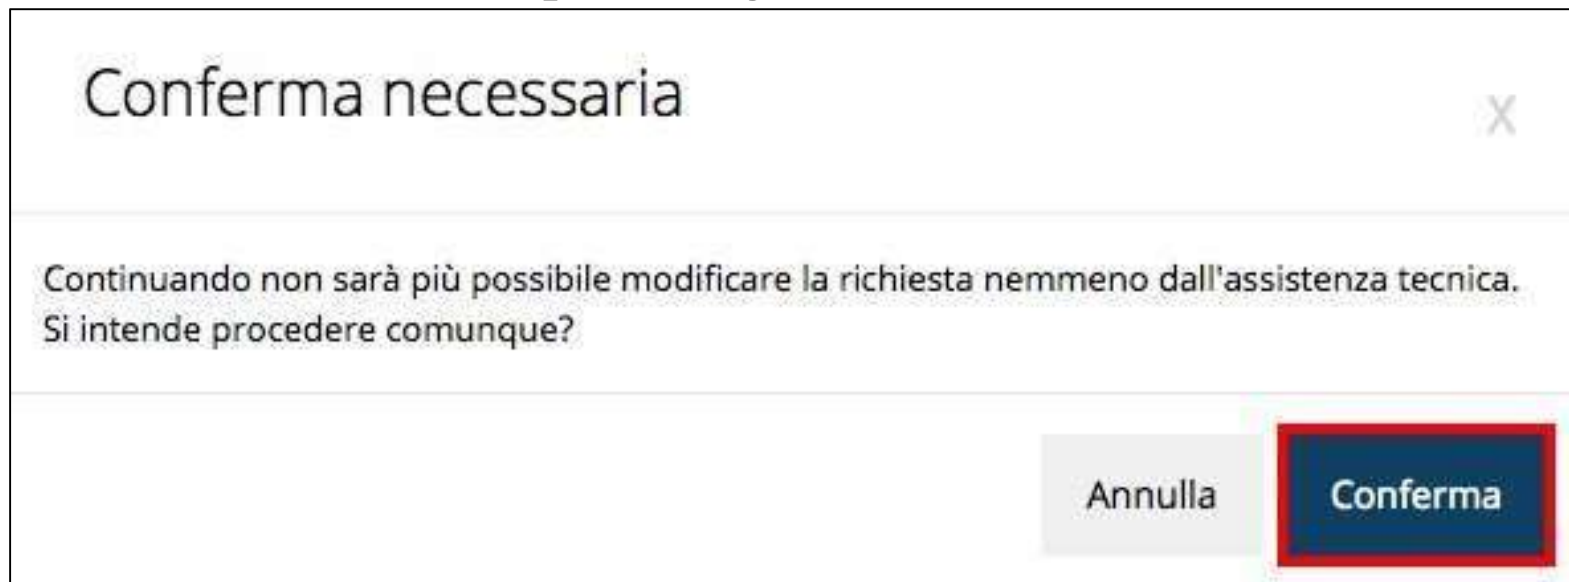 Conferma necessaria
X
Continuando non sarà più possibile modificare la richiesta nemmeno dall'assistenza tecnica.
Si intende procedere comunque?
Annulla
Conferma